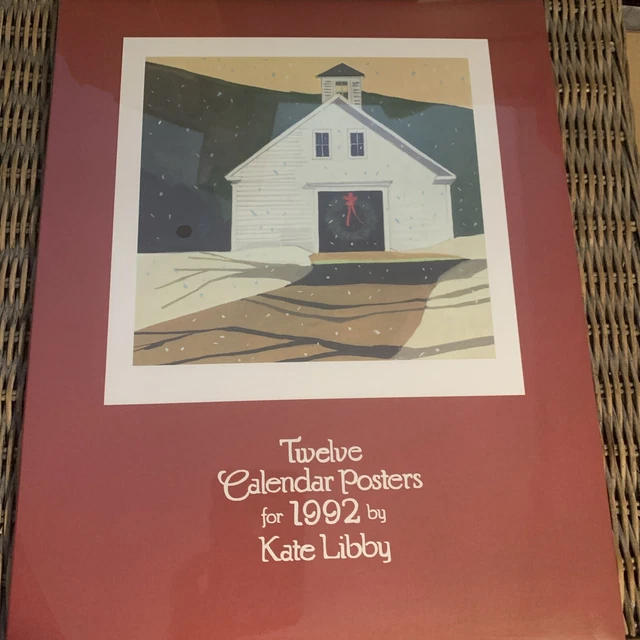 Twelve
Calendar Posters
for 1992 by
Kate Libby